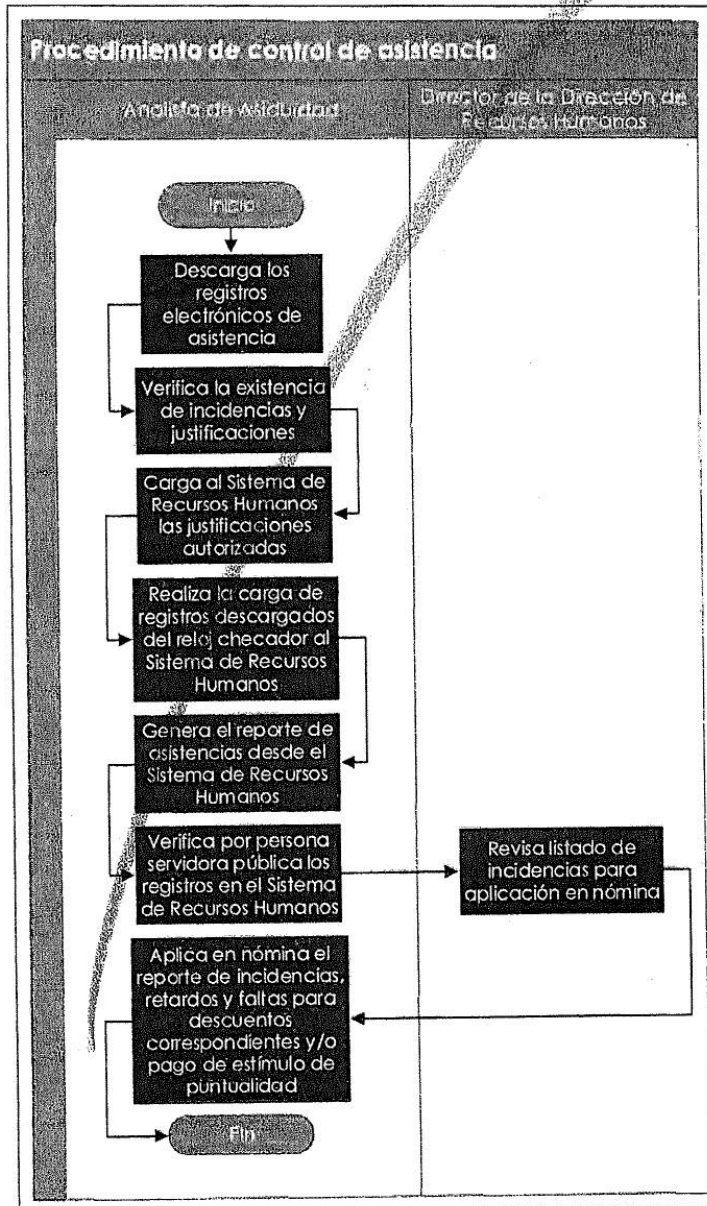 Procedimiento de control de asistencia
Analista de Asiduidad
Director de la Dirección de
Recursos Humanos
Inicio
Descarga los
registros
electrónicos de
asistencia
Verifica la existencia
de incidencias y
justificaciones
Carga al Sistema de
Recursos Humanos
las justificaciones
autorizadas
Realiza la carga de
registros descargados
del reloj checador al
Sistema de Recursos
Humanos
Genera el reporte de
asistencias desde el
Sistema de Recursos
Humanos
Verifica por persona
servidora pública los
registros en el Sistema
de Recursos Humanos
Revisa listado de
incidencias para
aplicación en nómina
Aplica en nómina el
reporte de incidencias,
retardos y faltas para
descuentos
correspondientes y/o
pago de estímulo de
puntualidad
Fin